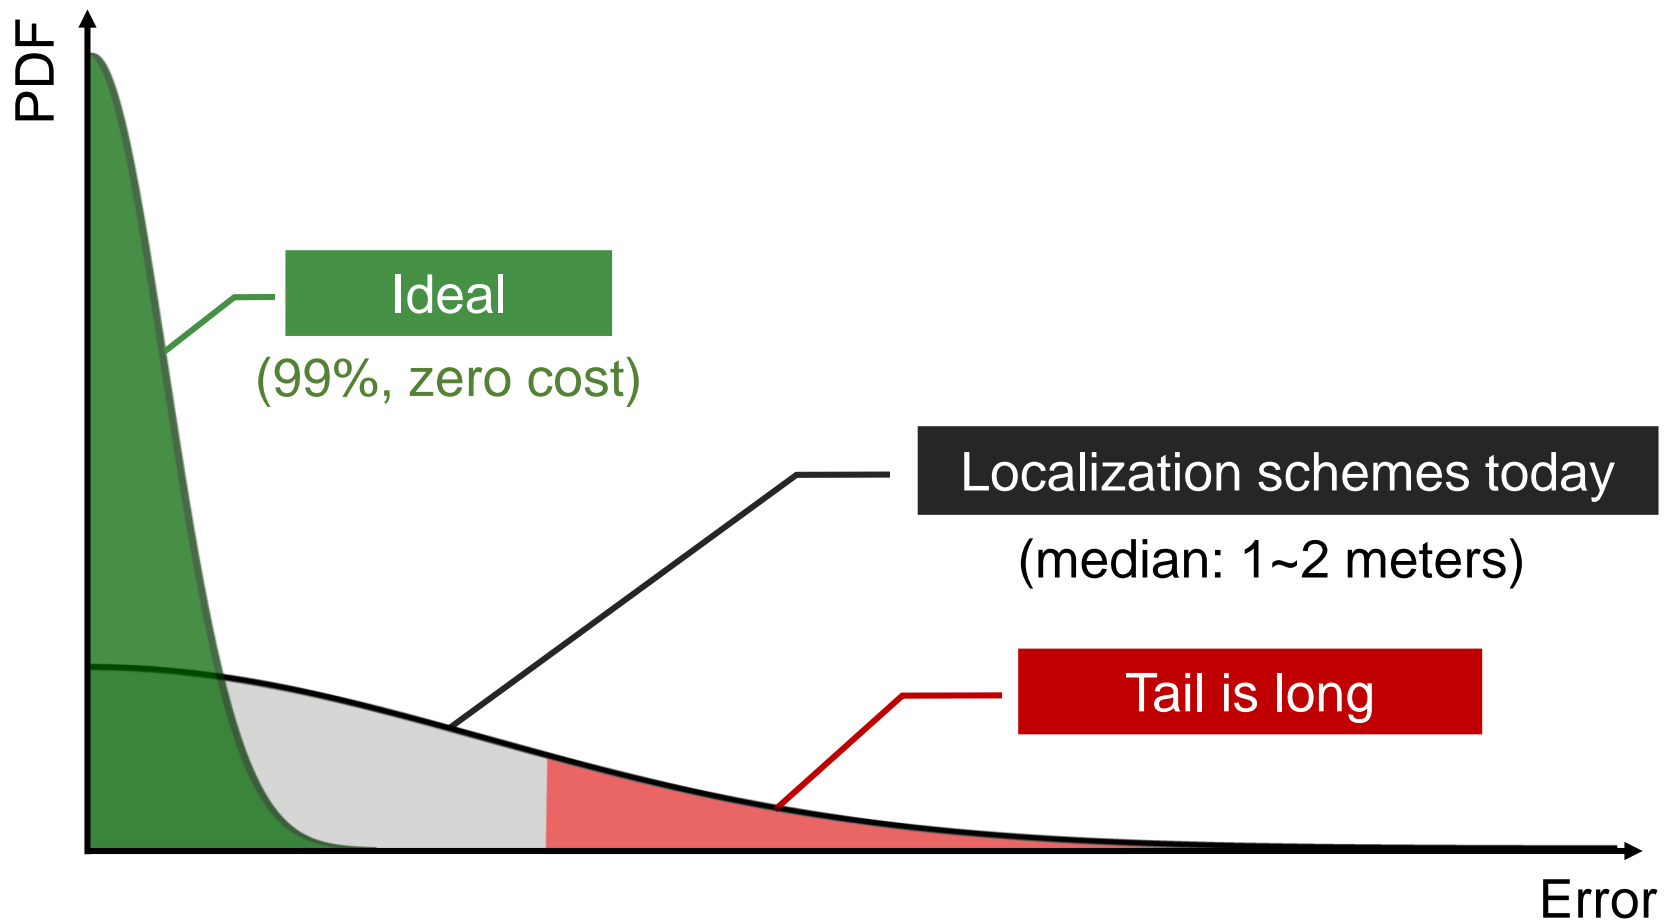 PDF
Ideal
(99%, zero cost)
Localization schemes today
(median: 1~2 meters)
Tail is long
Error